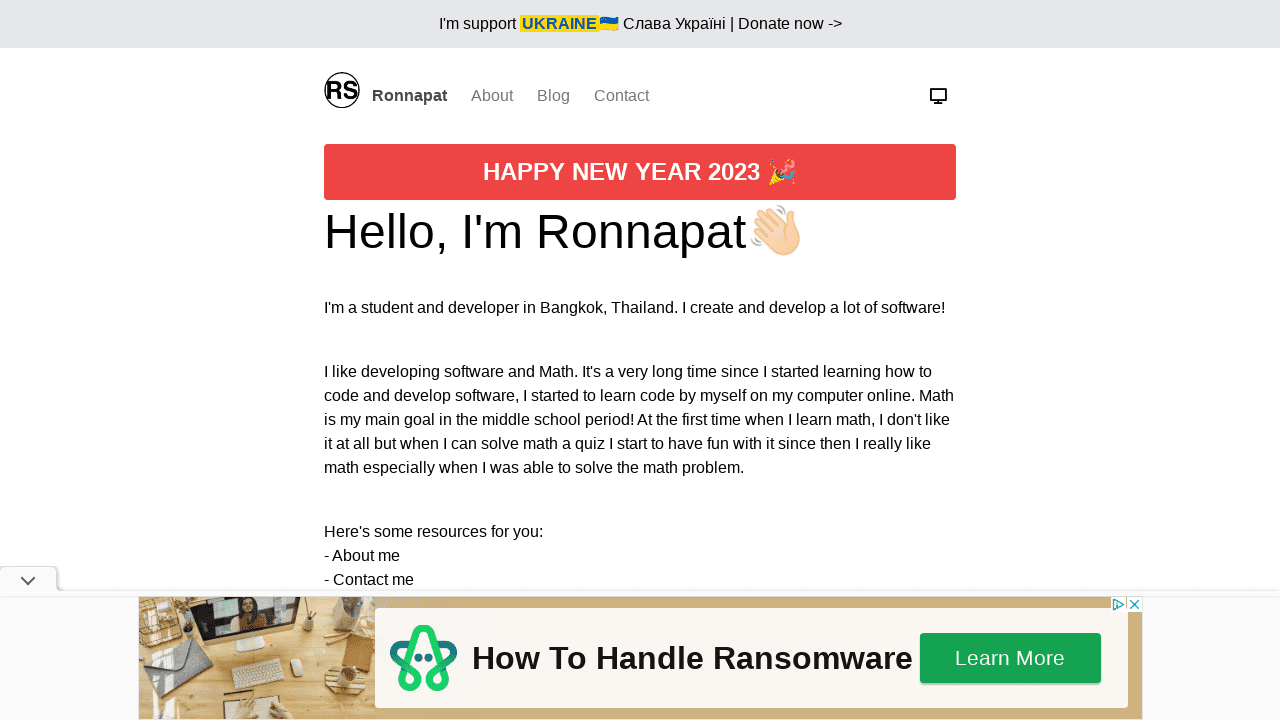 I'm support UKRAINE🇺🇦 Слава Україні | Donate now ->
RS Ronnapat About Blog Contact
HAPPY NEW YEAR 2023 🎉
Hello, I'm Ronnapat👋🏻
I'm a student and developer in Bangkok, Thailand. I create and develop a lot of software!
I like developing software and Math. It's a very long time since I started learning how to
code and develop software, I started to learn code by myself on my computer online. Math
is my main goal in the middle school period! At the first time when I learn math, I don't like
it at all but when I can solve math a quiz I start to have fun with it since then I really like
math especially when I was able to solve the math problem.
Here's some resources for you:
- About me
- Contact me
How To Handle Ransomware
Learn More